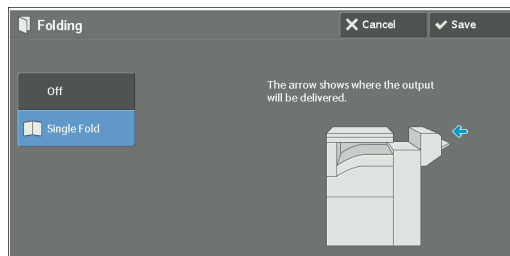 Folding
Cancel
Save
Off
The arrow shows where the output
will be delivered.
Single Fold